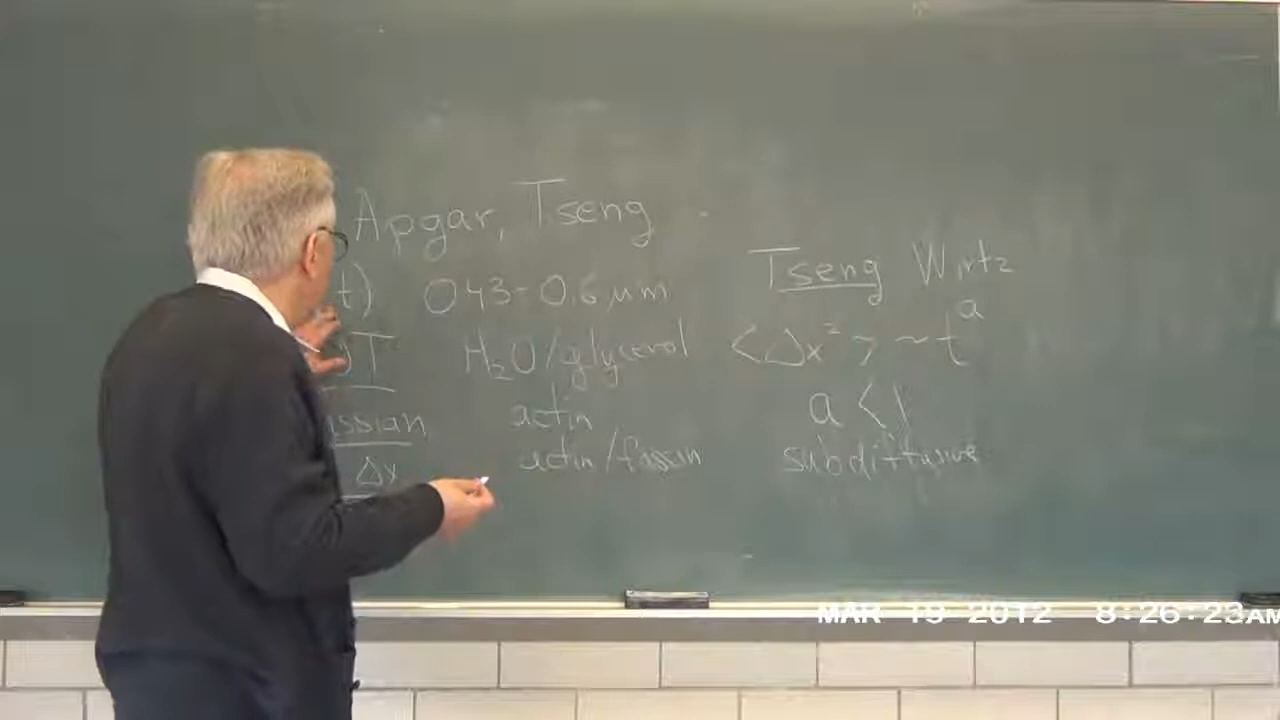 Apgar, Tseng
t) 0.43-0.6 μm
T H₂O/glycerol
ssian actin
Δx actin/fascin
Tseng Wirtz
<Δx²> ~ t^a
a < 1
subdiffusive
MAR 19 2012 8:26:23AM